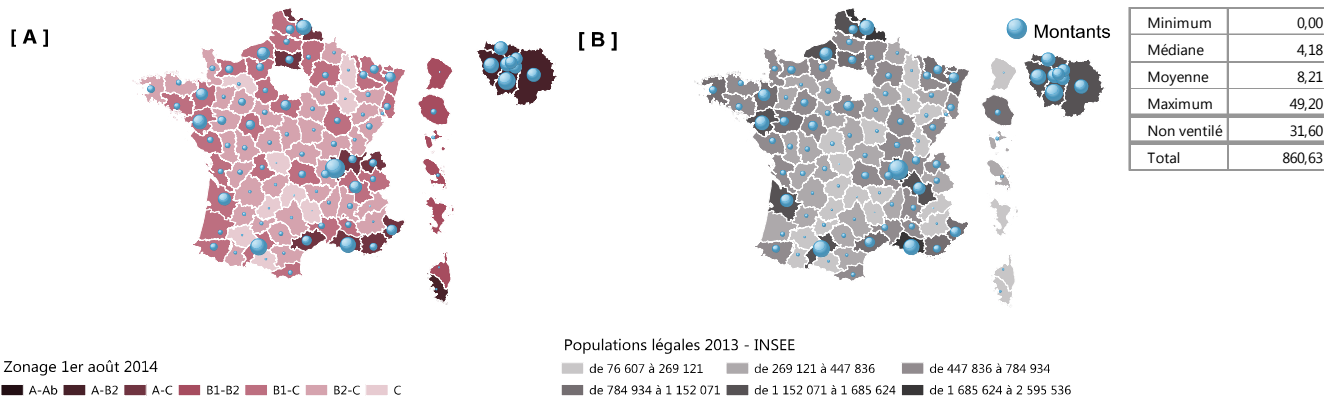 [ A ]
[ B ]
Montants
Minimum 0,00
Médiane 4,18
Moyenne 8,21
Maximum 49,20
Non ventilé 31,60
Total 860,63
Zonage 1er août 2014
A-Ab A-B2 A-C B1-B2 B1-C B2-C C
Populations légales 2013 - INSEE
de 76 607 à 269 121 de 269 121 à 447 836 de 447 836 à 784 934
de 784 934 à 1 152 071 de 1 152 071 à 1 685 624 de 1 685 624 à 2 595 536